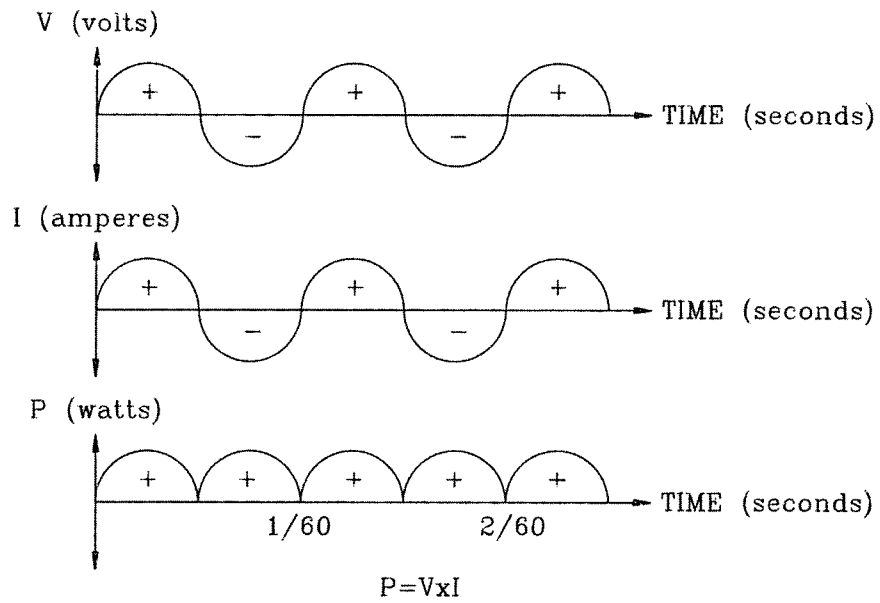 V (volts)
+ + +
− −
TIME (seconds)
I (amperes)
+ + +
− −
TIME (seconds)
P (watts)
+ + + + +
TIME (seconds)
1/60 2/60
P=VxI